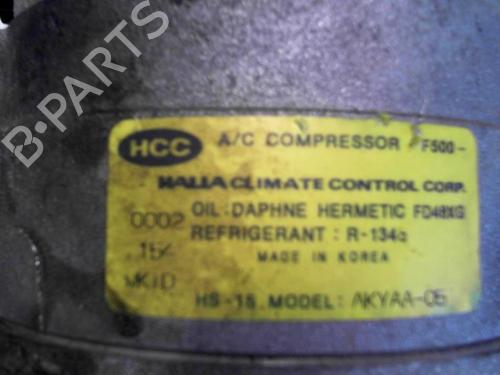 B-PARTS
HCC A/C COMPRESSOR F500-
HALLA CLIMATE CONTROL CORP.
0002 OIL: DAPHNE HERMETIC FD46XG
REFRIGERANT : R-134a
15
MADE IN KOREA
HS-15 MODEL: AKYAA-05